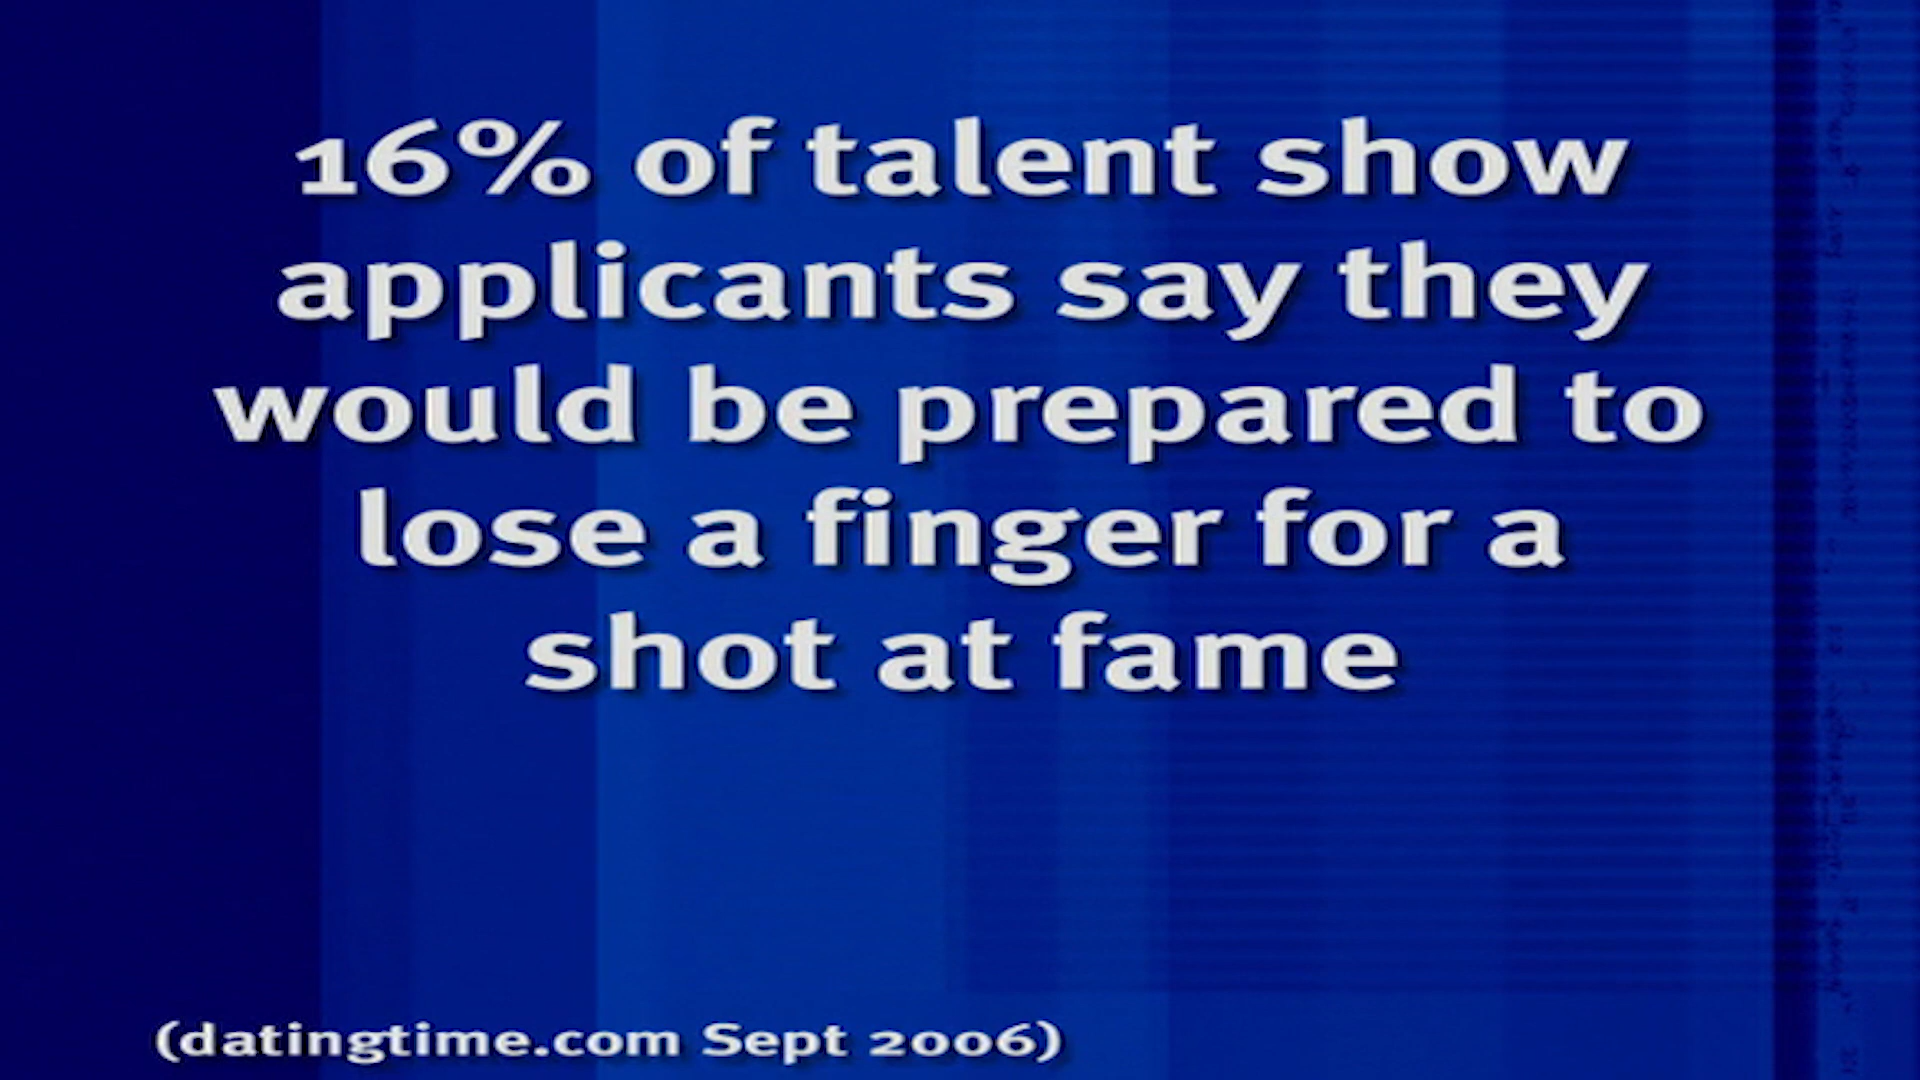 16% of talent show
applicants say they
would be prepared to
lose a finger for a
shot at fame
(datingtime.com Sept 2006)